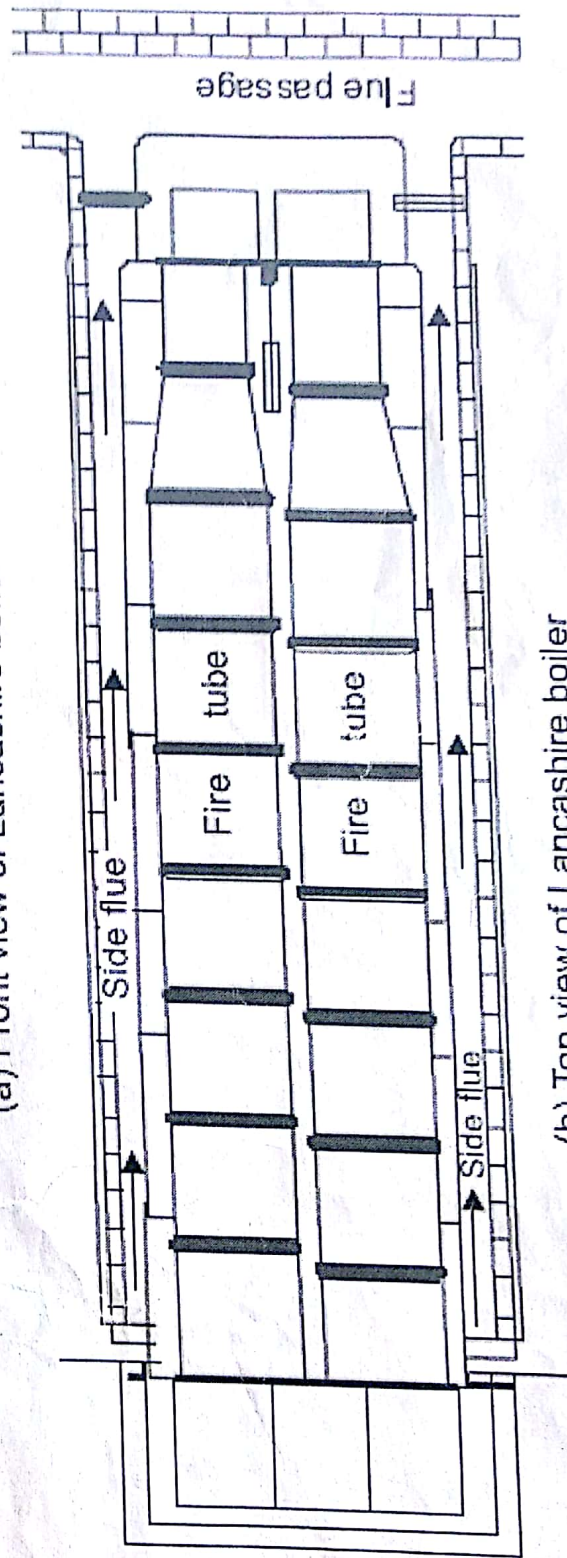 (a) Front view of Lancashire boiler
Flue passage
Side flue
Fire tube
Fire tube
Side flue
(b) Top view of Lancashire boiler